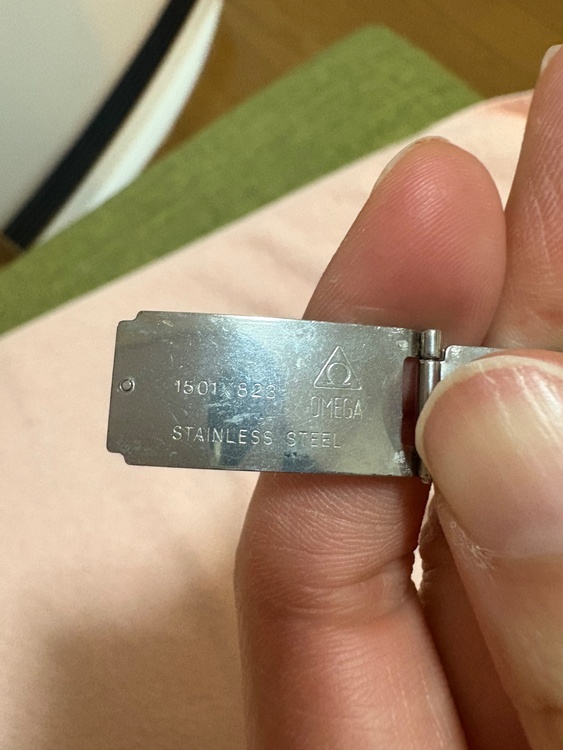 Ω
OMEGA
1501/823
STAINLESS STEEL